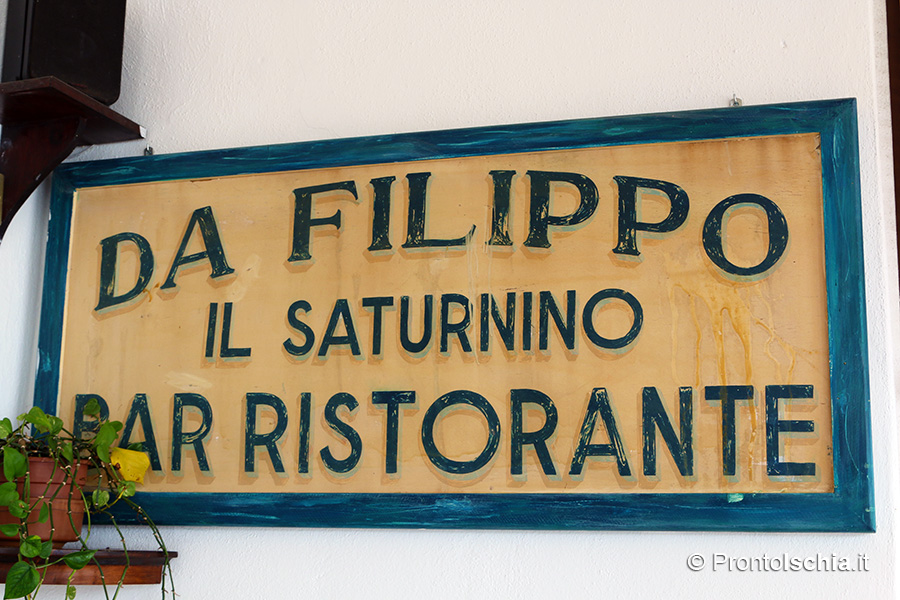 DA FILIPPO
IL SATURNINO
BAR RISTORANTE
© ProntoIschia.it